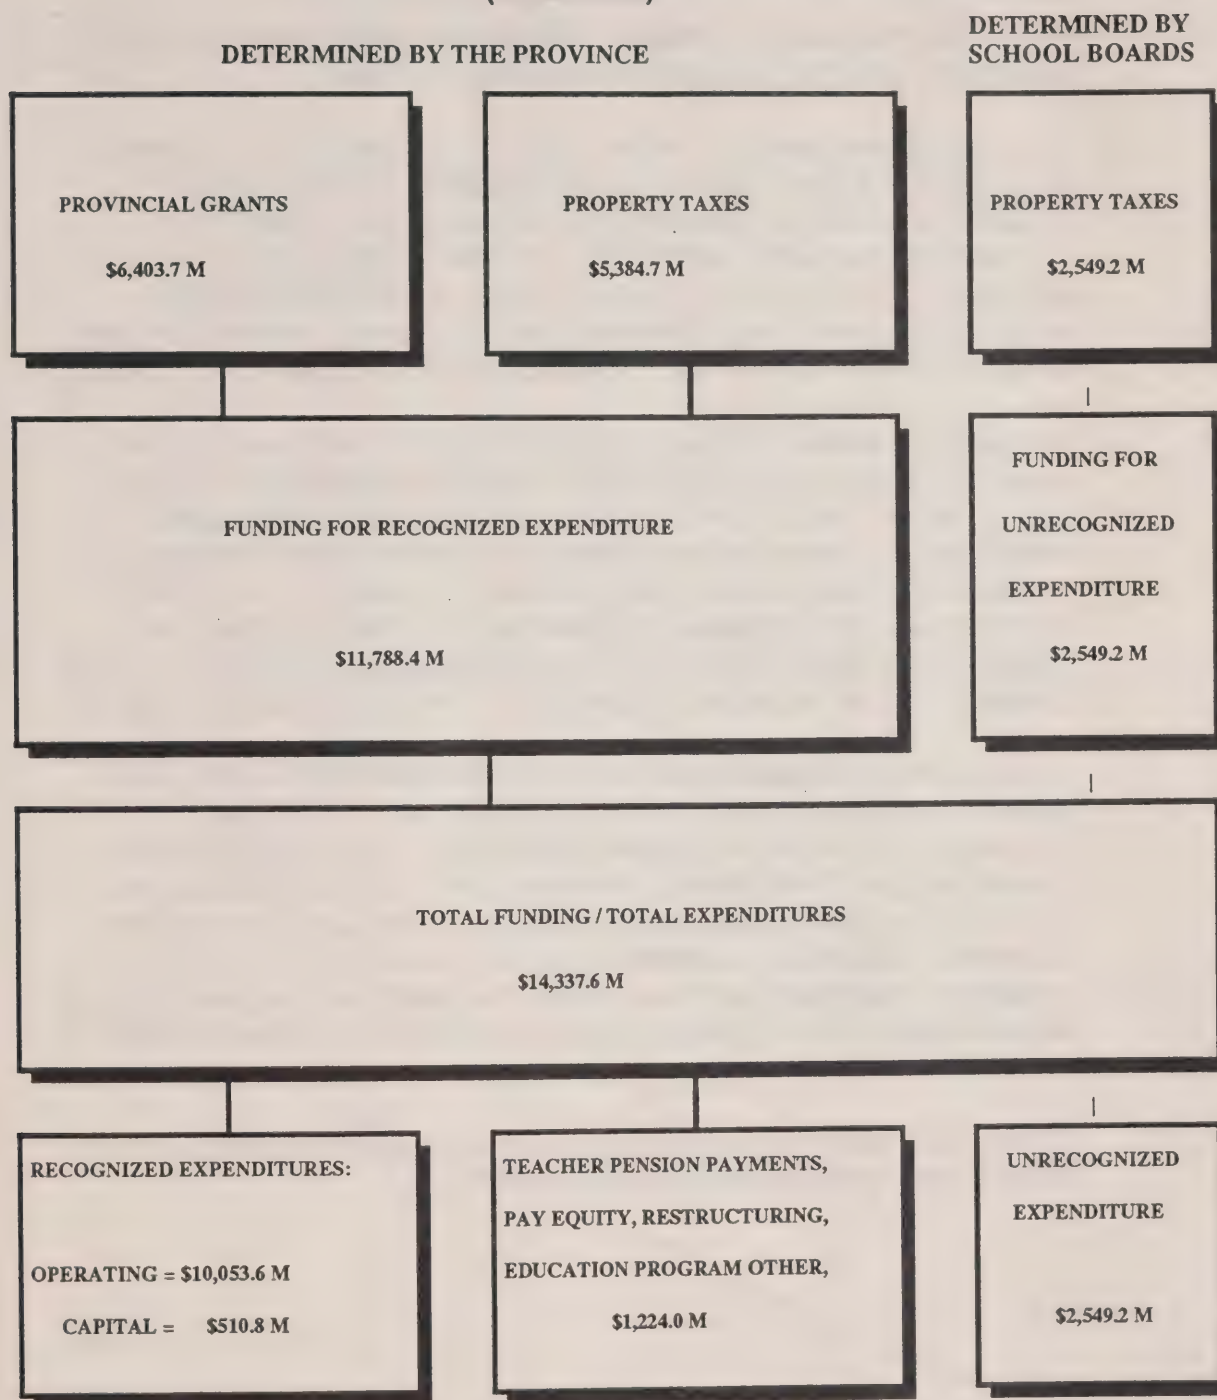 DETERMINED BY THE PROVINCE
DETERMINED BY
SCHOOL BOARDS
PROVINCIAL GRANTS
$6,403.7 M
PROPERTY TAXES
$5,384.7 M
PROPERTY TAXES
$2,549.2 M
FUNDING FOR RECOGNIZED EXPENDITURE
$11,788.4 M
FUNDING FOR
UNRECOGNIZED
EXPENDITURE
$2,549.2 M
TOTAL FUNDING / TOTAL EXPENDITURES
$14,337.6 M
RECOGNIZED EXPENDITURES:
OPERATING = $10,053.6 M
CAPITAL = $510.8 M
TEACHER PENSION PAYMENTS,
PAY EQUITY, RESTRUCTURING,
EDUCATION PROGRAM OTHER,
$1,224.0 M
UNRECOGNIZED
EXPENDITURE
$2,549.2 M